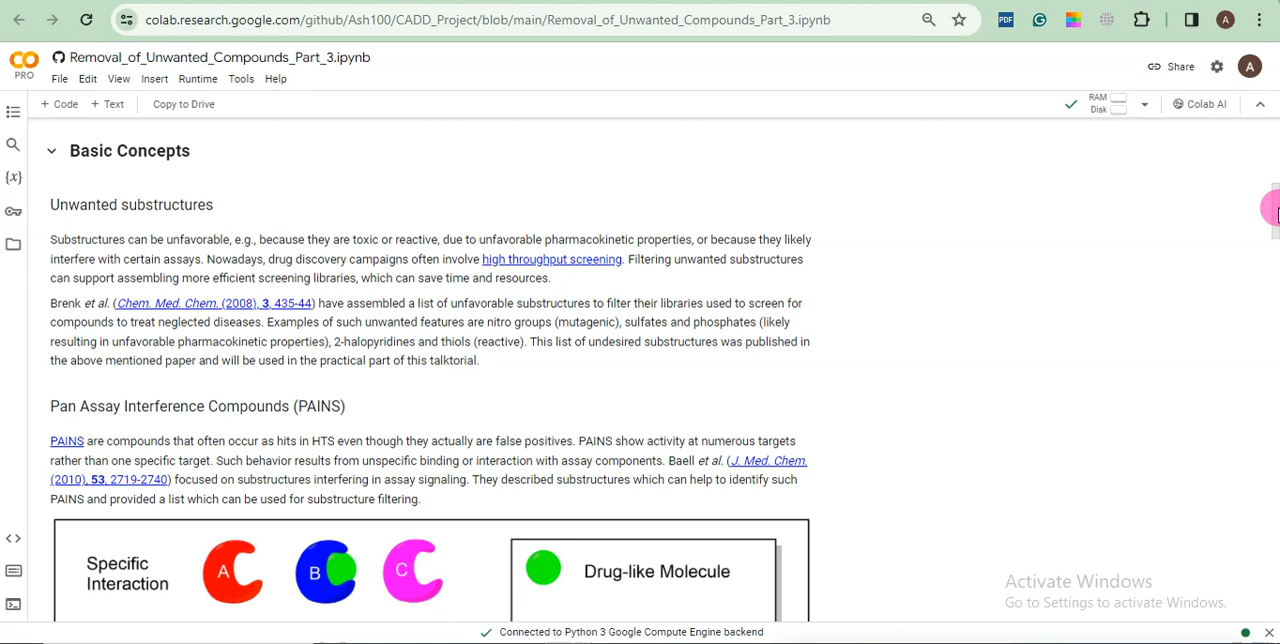 colab.research.google.com/github/Ash100/CADD_Project/blob/main/Removal_of_Unwanted_Compounds_Part_3.ipynb
PDF
A
PRO
Removal_of_Unwanted_Compounds_Part_3.ipynb
File Edit View Insert Runtime Tools Help
Share
A
+ Code + Text Copy to Drive
RAM
Disk
Colab AI
Basic Concepts
Unwanted substructures
Substructures can be unfavorable, e.g., because they are toxic or reactive, due to unfavorable pharmacokinetic properties, or because they likely
interfere with certain assays. Nowadays, drug discovery campaigns often involve high throughput screening. Filtering unwanted substructures
can support assembling more efficient screening libraries, which can save time and resources.
Brenk et al. (Chem. Med. Chem. (2008), 3, 435-44) have assembled a list of unfavorable substructures to filter their libraries used to screen for
compounds to treat neglected diseases. Examples of such unwanted features are nitro groups (mutagenic), sulfates and phosphates (likely
resulting in unfavorable pharmacokinetic properties), 2-halopyridines and thiols (reactive). This list of undesired substructures was published in
the above mentioned paper and will be used in the practical part of this talktorial.
Pan Assay Interference Compounds (PAINS)
PAINS are compounds that often occur as hits in HTS even though they actually are false positives. PAINS show activity at numerous targets
rather than one specific target. Such behavior results from unspecific binding or interaction with assay components. Baell et al. (J. Med. Chem.
(2010), 53, 2719-2740) focused on substructures interfering in assay signaling. They described substructures which can help to identify such
PAINS and provided a list which can be used for substructure filtering.
Specific
Interaction
A
B
C
Drug-like Molecule
Activate Windows
Go to Settings to activate Windows.
Connected to Python 3 Google Compute Engine backend